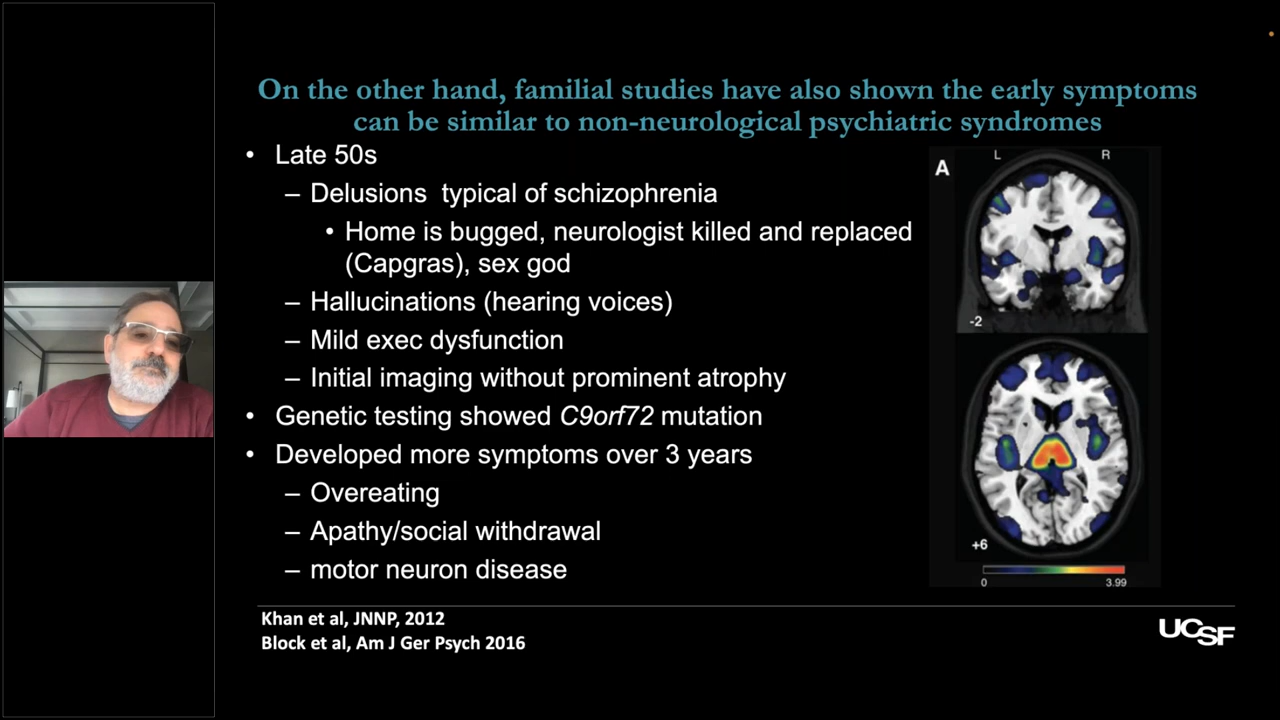 On the other hand, familial studies have also shown the early symptoms
can be similar to non-neurological psychiatric syndromes
• Late 50s
– Delusions typical of schizophrenia
• Home is bugged, neurologist killed and replaced
(Capgras), sex god
– Hallucinations (hearing voices)
– Mild exec dysfunction
– Initial imaging without prominent atrophy
• Genetic testing showed C9orf72 mutation
• Developed more symptoms over 3 years
– Overeating
– Apathy/social withdrawal
– motor neuron disease
Khan et al, JNNP, 2012
Block et al, Am J Ger Psych 2016
A
L R
-2
+6
0 3.99
UCSF